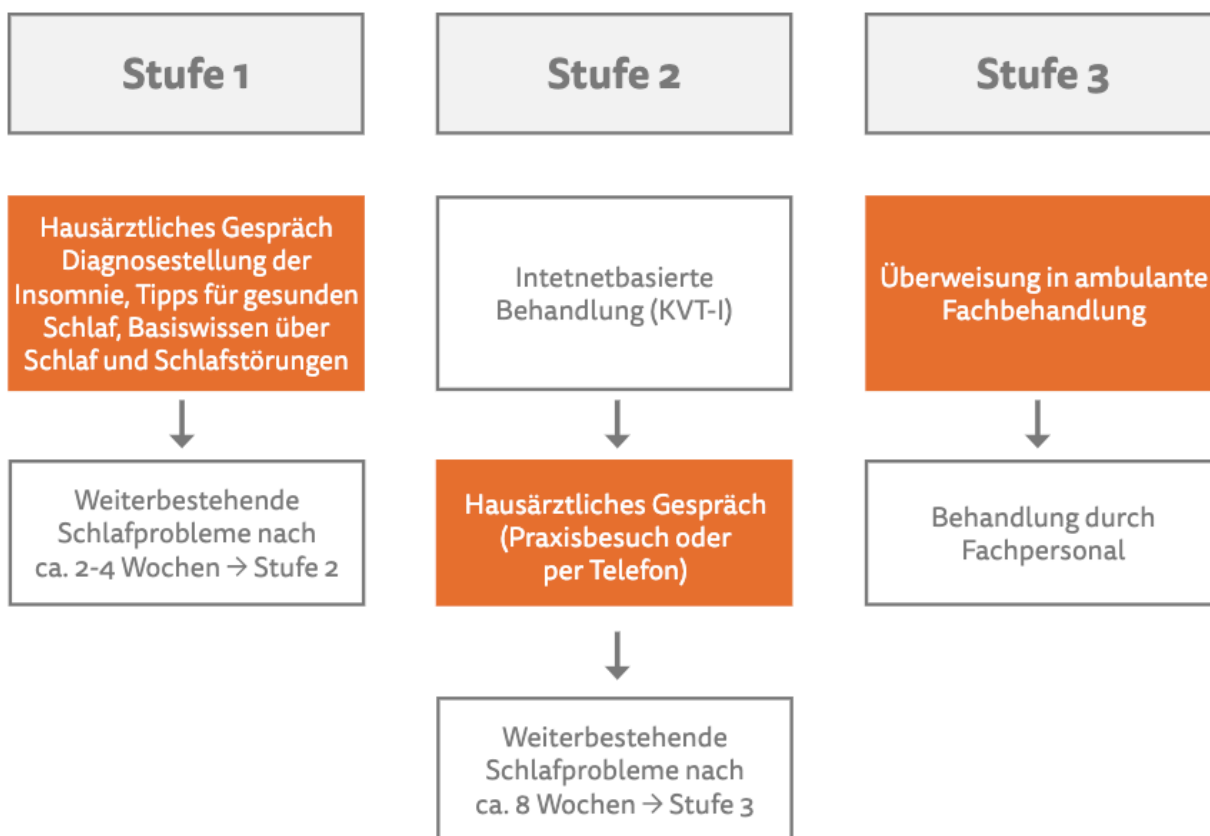 Stufe 1
Stufe 2
Stufe 3
Hausärztliches Gespräch
Diagnosestellung der
Insomnie, Tipps für gesunden
Schlaf, Basiswissen über
Schlaf und Schlafstörungen
Weiterbestehende
Schlafprobleme nach
ca. 2-4 Wochen → Stufe 2
Intetnetbasierte
Behandlung (KVT-I)
Hausärztliches Gespräch
(Praxisbesuch oder
per Telefon)
Weiterbestehende
Schlafprobleme nach
ca. 8 Wochen → Stufe 3
Überweisung in ambulante
Fachbehandlung
Behandlung durch
Fachpersonal